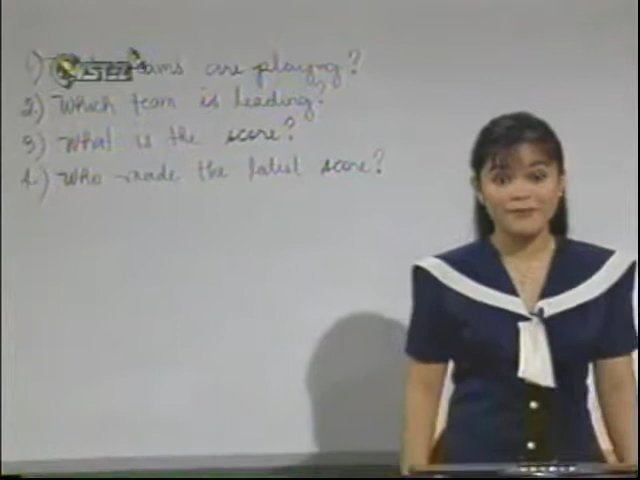 1) teams are playing?
2) Which team is leading?
3) What is the score?
4) Who made the latest score?